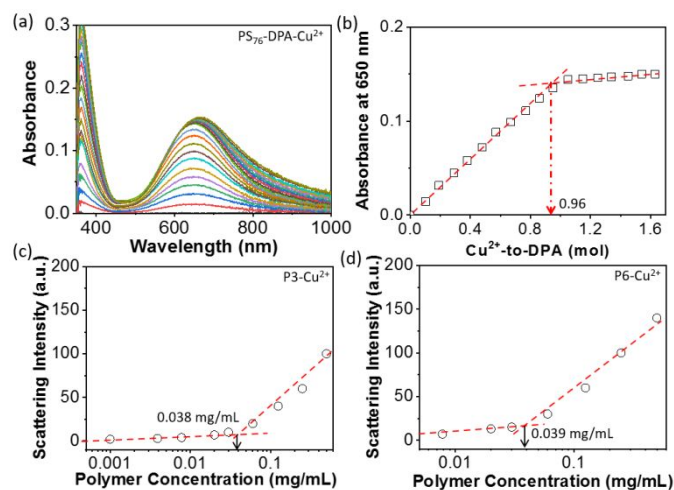 (a)
PS₇₆-DPA-Cu²⁺
0.3
0.2
0.1
0.0
Absorbance
400 600 800 1000
Wavelength (nm)
(b)
0.2
0.1
0.0
Absorbance at 650 nm
0.96
0.0 0.4 0.8 1.2 1.6
Cu²⁺-to-DPA (mol)
(c)
P3-Cu²⁺
200
150
100
50
0
Scattering Intensity (a.u.)
0.038 mg/mL
0.001 0.01 0.1
Polymer Concentration (mg/mL)
(d)
P6-Cu²⁺
200
150
100
50
0
Scattering Intensity (a.u.)
0.039 mg/mL
0.01 0.1
Polymer Concentration (mg/mL)